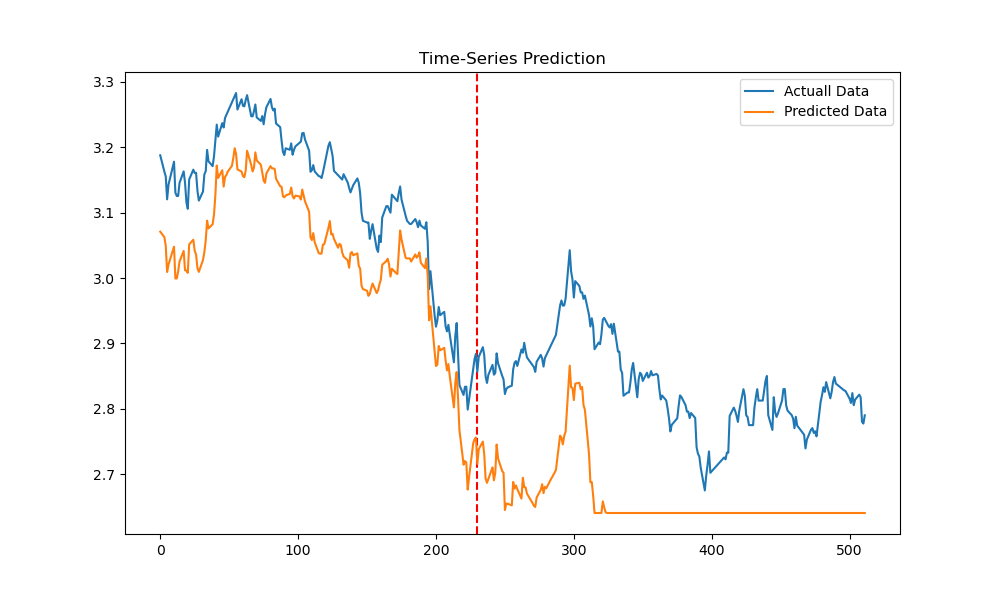 Time-Series Prediction
Actuall Data
Predicted Data
3.3
3.2
3.1
3.0
2.9
2.8
2.7
0 100 200 300 400 500